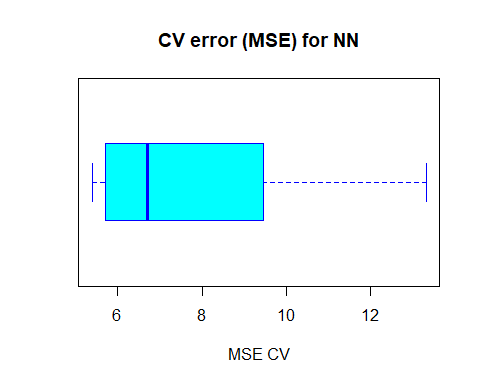 CV error (MSE) for NN
6 8 10 12
MSE CV